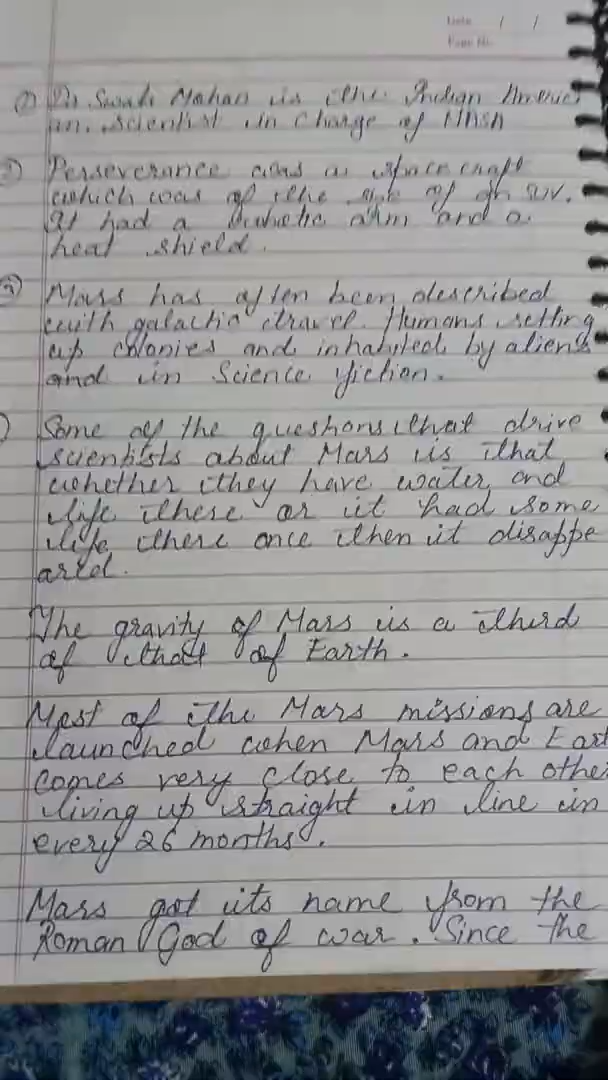 Date / /
Page No.
① Dr Swati Mohan is the Indian Americ
an. scientist in charge of NASA
② Perseverance was a space craft
which was of the size of an SUV.
It had a robotic arm and a
heat shield.
③ Mars has often been described
with galactic travel. Humans setting
up colonies and inhabited by aliens
and in Science fiction.
Some of the questions that drive
scientists about Mars is that
whether they have water and
life there or it had some
life there once then it disappe
ared.
The gravity of Mars is a therd
of that of Earth.
Most of the Mars missions are
launched when Mars and Eart
comes very close to each other
living up straight in line in
every 26 months.
Mars got its name from the
Roman God of war. Since the